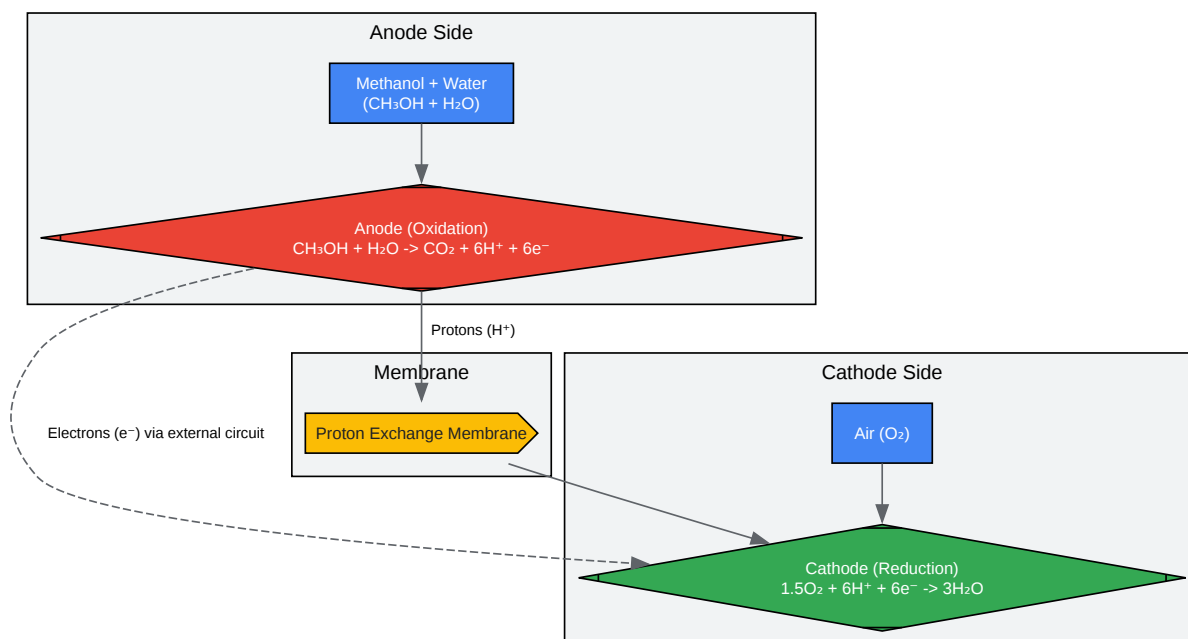 Anode Side
Methanol + Water
(CH₃OH + H₂O)
Anode (Oxidation)
CH₃OH + H₂O -> CO₂ + 6H⁺ + 6e⁻
Protons (H⁺)
Membrane
Proton Exchange Membrane
Electrons (e⁻) via external circuit
Cathode Side
Air (O₂)
Cathode (Reduction)
1.5O₂ + 6H⁺ + 6e⁻ -> 3H₂O